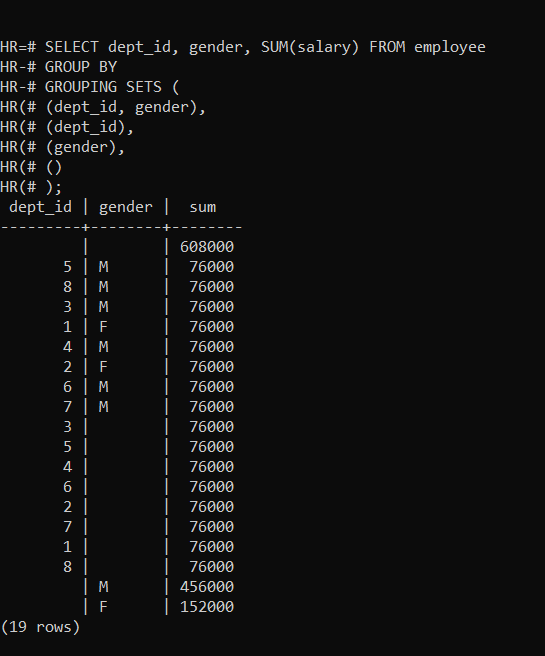 HR=# SELECT dept_id, gender, SUM(salary) FROM employee
HR-# GROUP BY
HR-# GROUPING SETS (
HR(# (dept_id, gender),
HR(# (dept_id),
HR(# (gender),
HR(# ()
HR(# );
 dept_id | gender |  sum
---------+--------+--------
         |        | 608000
       5 | M      |  76000
       8 | M      |  76000
       3 | M      |  76000
       1 | F      |  76000
       4 | M      |  76000
       2 | F      |  76000
       6 | M      |  76000
       7 | M      |  76000
       3 |        |  76000
       5 |        |  76000
       4 |        |  76000
       6 |        |  76000
       2 |        |  76000
       7 |        |  76000
       1 |        |  76000
       8 |        |  76000
         | M      | 456000
         | F      | 152000
(19 rows)